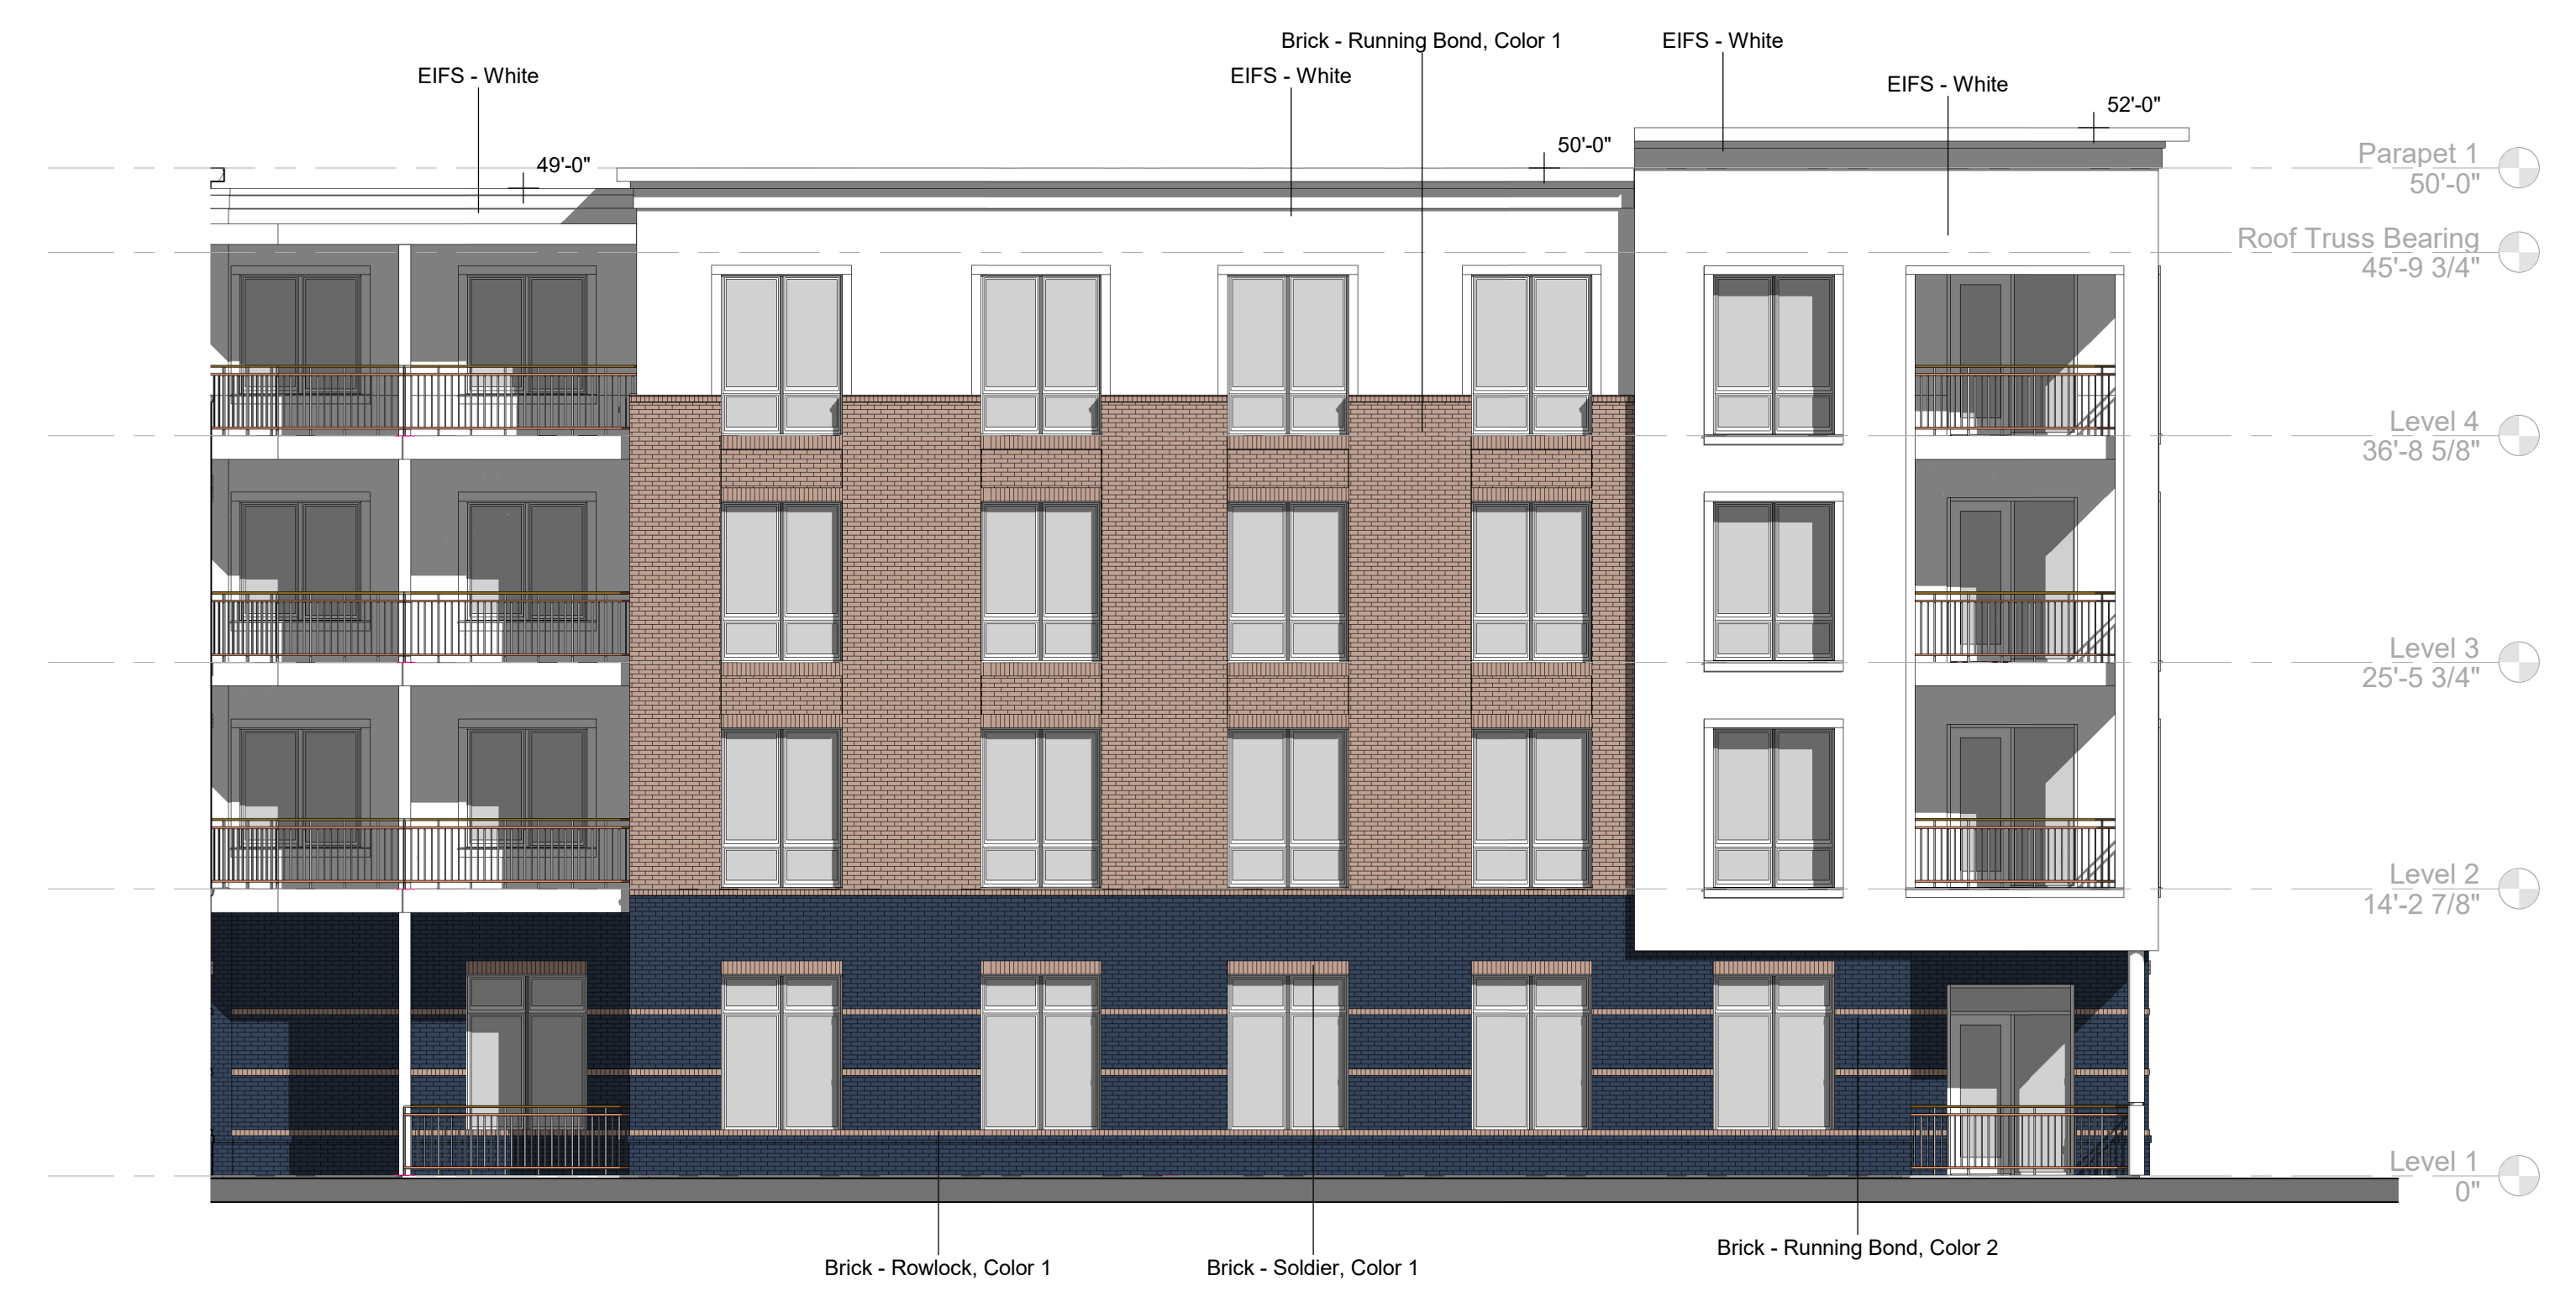 Brick - Running Bond, Color 1
EIFS - White
EIFS - White
EIFS - White
EIFS - White
52'-0"
50'-0"
49'-0"
Parapet 1
50'-0"
Roof Truss Bearing
45'-9 3/4"
Level 4
36'-8 5/8"
Level 3
25'-5 3/4"
Level 2
14'-2 7/8"
Level 1
0"
Brick - Running Bond, Color 2
Brick - Rowlock, Color 1
Brick - Soldier, Color 1